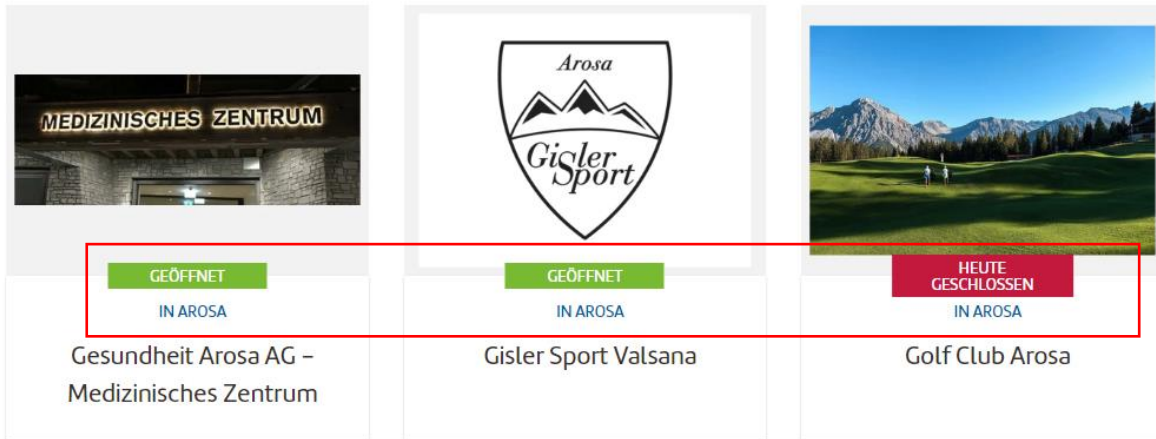 MEDIZINISCHES ZENTRUM
Arosa
Gisler
Sport
GEÖFFNET
GEÖFFNET
HEUTE
GESCHLOSSEN
IN AROSA
IN AROSA
IN AROSA
Gesundheit Arosa AG –
Medizinisches Zentrum
Gisler Sport Valsana
Golf Club Arosa